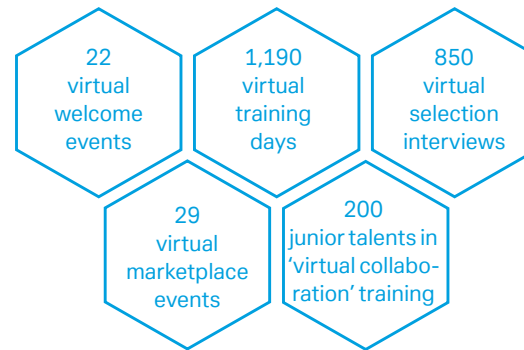 22
virtual
welcome
events
1,190
virtual
training
days
850
virtual
selection
interviews
29
virtual
marketplace
events
200
junior talents in
‘virtual collabo-
ration’ training